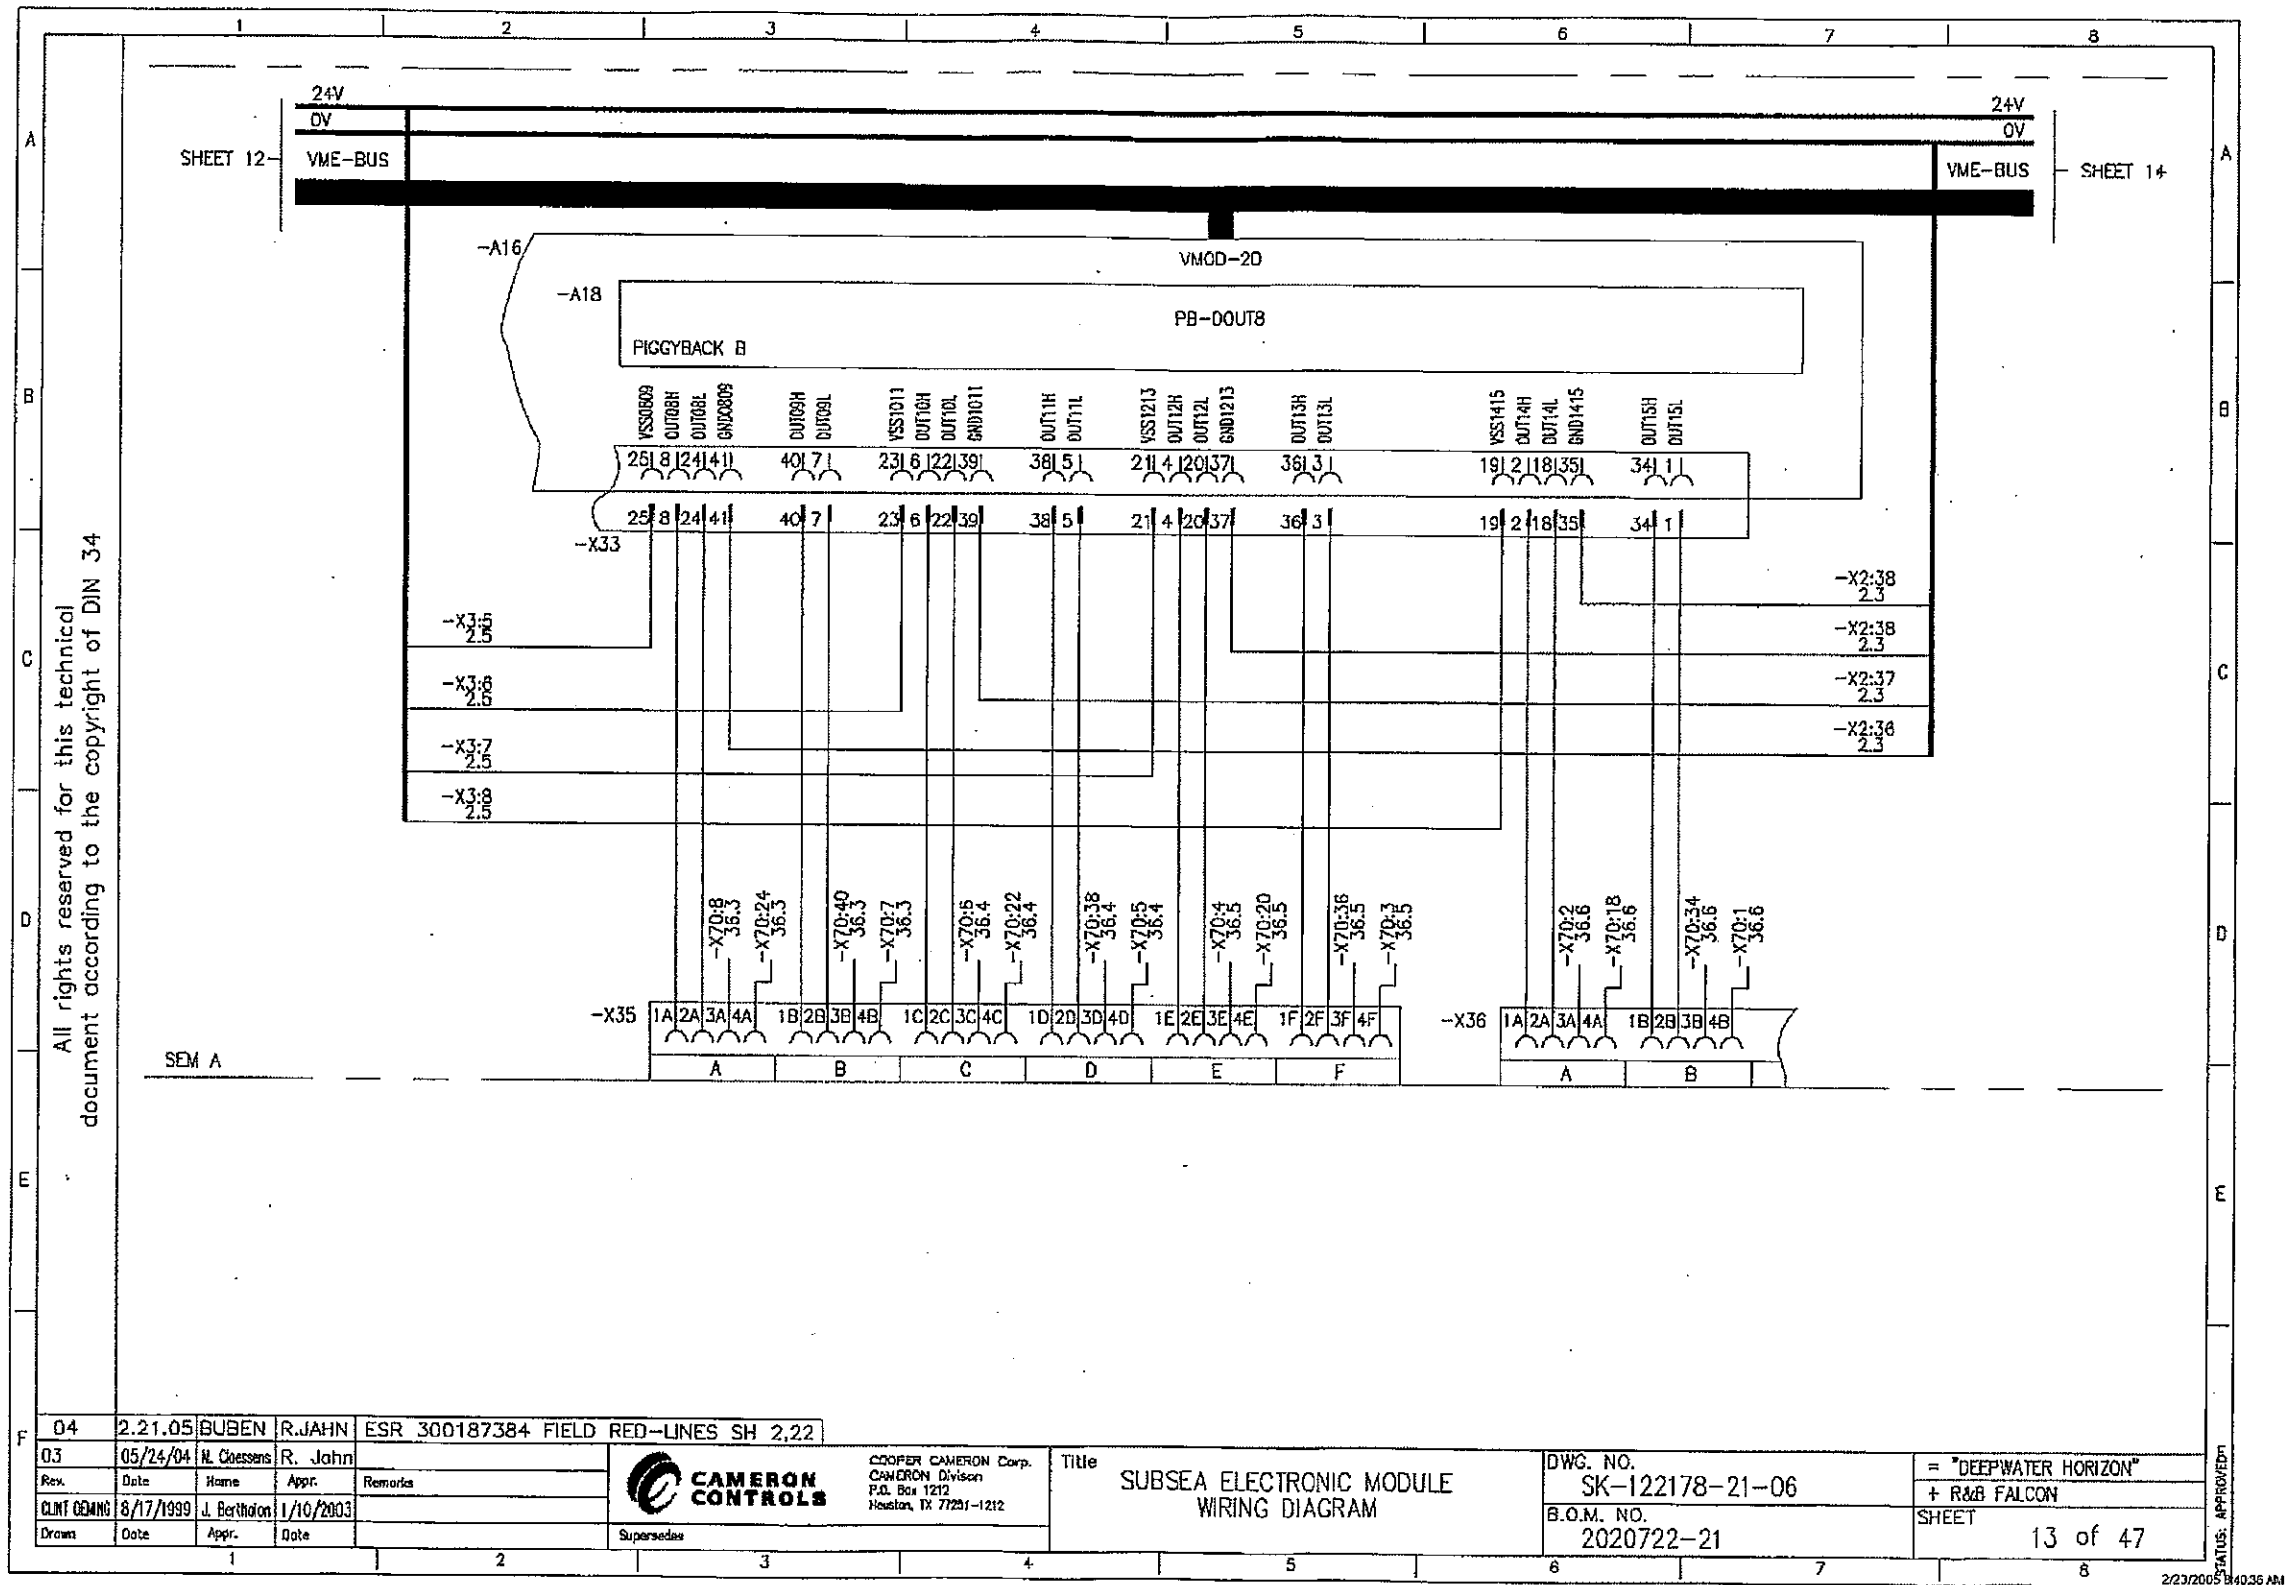 1 2 3 4 5 6 7 8
24V 24V
0V 0V
SHEET 12 VME-BUS VME-BUS SHEET 14
A A
-A16
VMOD-2D
-A18
PB-DOUT8
PIGGYBACK B
B B
VSS0809 OUT08H OUT08L GND0809 OUT09H OUT09L VSS1011 OUT10H OUT10L GND1011 OUT11H OUT11L VSS1213 OUT12H OUT12L GND1213 OUT13H OUT13L VSS1415 OUT14H OUT14L GND1415 OUT15H OUT15L
25 8 24 41 40 7 23 6 22 39 38 5 21 4 20 37 36 3 19 2 18 35 34 1
25 8 24 41 40 7 23 6 22 39 38 5 21 4 20 37 36 3 19 2 18 35 34 1
-X33
-X2:38
2.3
-X3:5
2.5
-X2:38
2.3
C C
-X3:6
2.5
-X2:37
2.3
-X3:7
2.5
-X2:36
2.3
-X3:8
2.5
All rights reserved for this technical
document according to the copyright of DIN 34
D D
-X70:8
36.3
-X70:24
36.3
-X70:40
36.3
-X70:7
36.3
-X70:6
36.4
-X70:22
36.4
-X70:38
36.4
-X70:5
36.4
-X70:4
36.5
-X70:20
36.5
-X70:36
36.5
-X70:3
36.5
-X70:2
36.6
-X70:18
36.6
-X70:34
36.6
-X70:1
36.6
-X35 1A 2A 3A 4A 1B 2B 3B 4B 1C 2C 3C 4C 1D 2D 3D 4D 1E 2E 3E 4E 1F 2F 3F 4F -X36 1A 2A 3A 4A 1B 2B 3B 4B
A B C D E F A B
SEM A
E E
F
04 2.21.05 BUBEN R.JAHN ESR 300187384 FIELD RED-LINES SH 2,22
03 05/24/04 N. Claessens R. Jahn
Rev. Date Name Appr. Remarks
CLINT DEMING 8/17/1999 J. Berthaion 1/10/2003
Drawn Date Appr. Date
CAMERON
CONTROLS
COOPER CAMERON Corp.
CAMERON Divison
P.O. Box 1212
Houston, TX 77251-1212
Supersedes
Title
SUBSEA ELECTRONIC MODULE
WIRING DIAGRAM
DWG. NO.
SK-122178-21-06
B.O.M. NO.
2020722-21
= "DEEPWATER HORIZON"
+ R&B FALCON
SHEET
13 of 47
STATUS: APPROVED
1 2 3 4 5 6 7 8
2/23/2005 8:40:36 AM